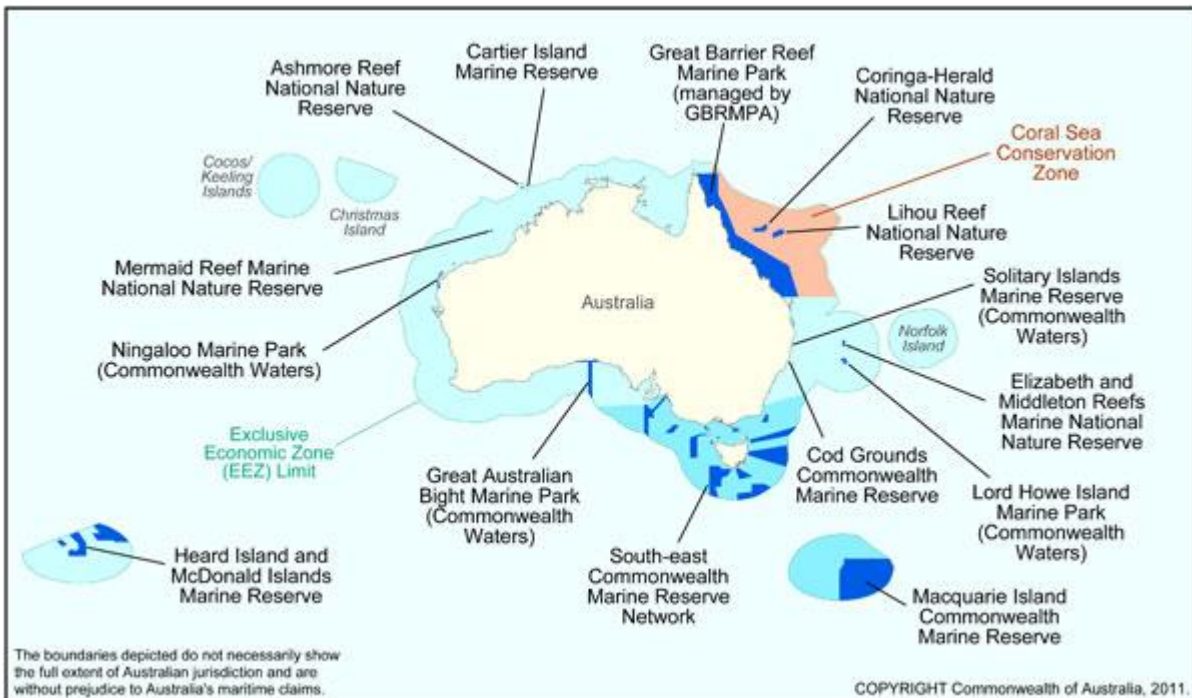 Ashmore Reef
National Nature
Reserve
Cartier Island
Marine Reserve
Great Barrier Reef
Marine Park
(managed by
GBRMPA)
Coringa-Herald
National Nature
Reserve
Coral Sea
Conservation
Zone
Cocos/
Keeling
Islands
Christmas
Island
Lihou Reef
National Nature
Reserve
Mermaid Reef Marine
National Nature Reserve
Australia
Solitary Islands
Marine Reserve
(Commonwealth
Waters)
Norfolk
Island
Ningaloo Marine Park
(Commonwealth Waters)
Elizabeth and
Middleton Reefs
Marine National
Nature Reserve
Exclusive
Economic Zone
(EEZ) Limit
Great Australian
Bight Marine Park
(Commonwealth
Waters)
Cod Grounds
Commonwealth
Marine Reserve
Lord Howe Island
Marine Park
(Commonwealth
Waters)
Heard Island and
McDonald Islands
Marine Reserve
South-east
Commonwealth
Marine Reserve
Network
Macquarie Island
Commonwealth
Marine Reserve
The boundaries depicted do not necessarily show
the full extent of Australian jurisdiction and are
without prejudice to Australia's maritime claims.
COPYRIGHT Commonwealth of Australia, 2011